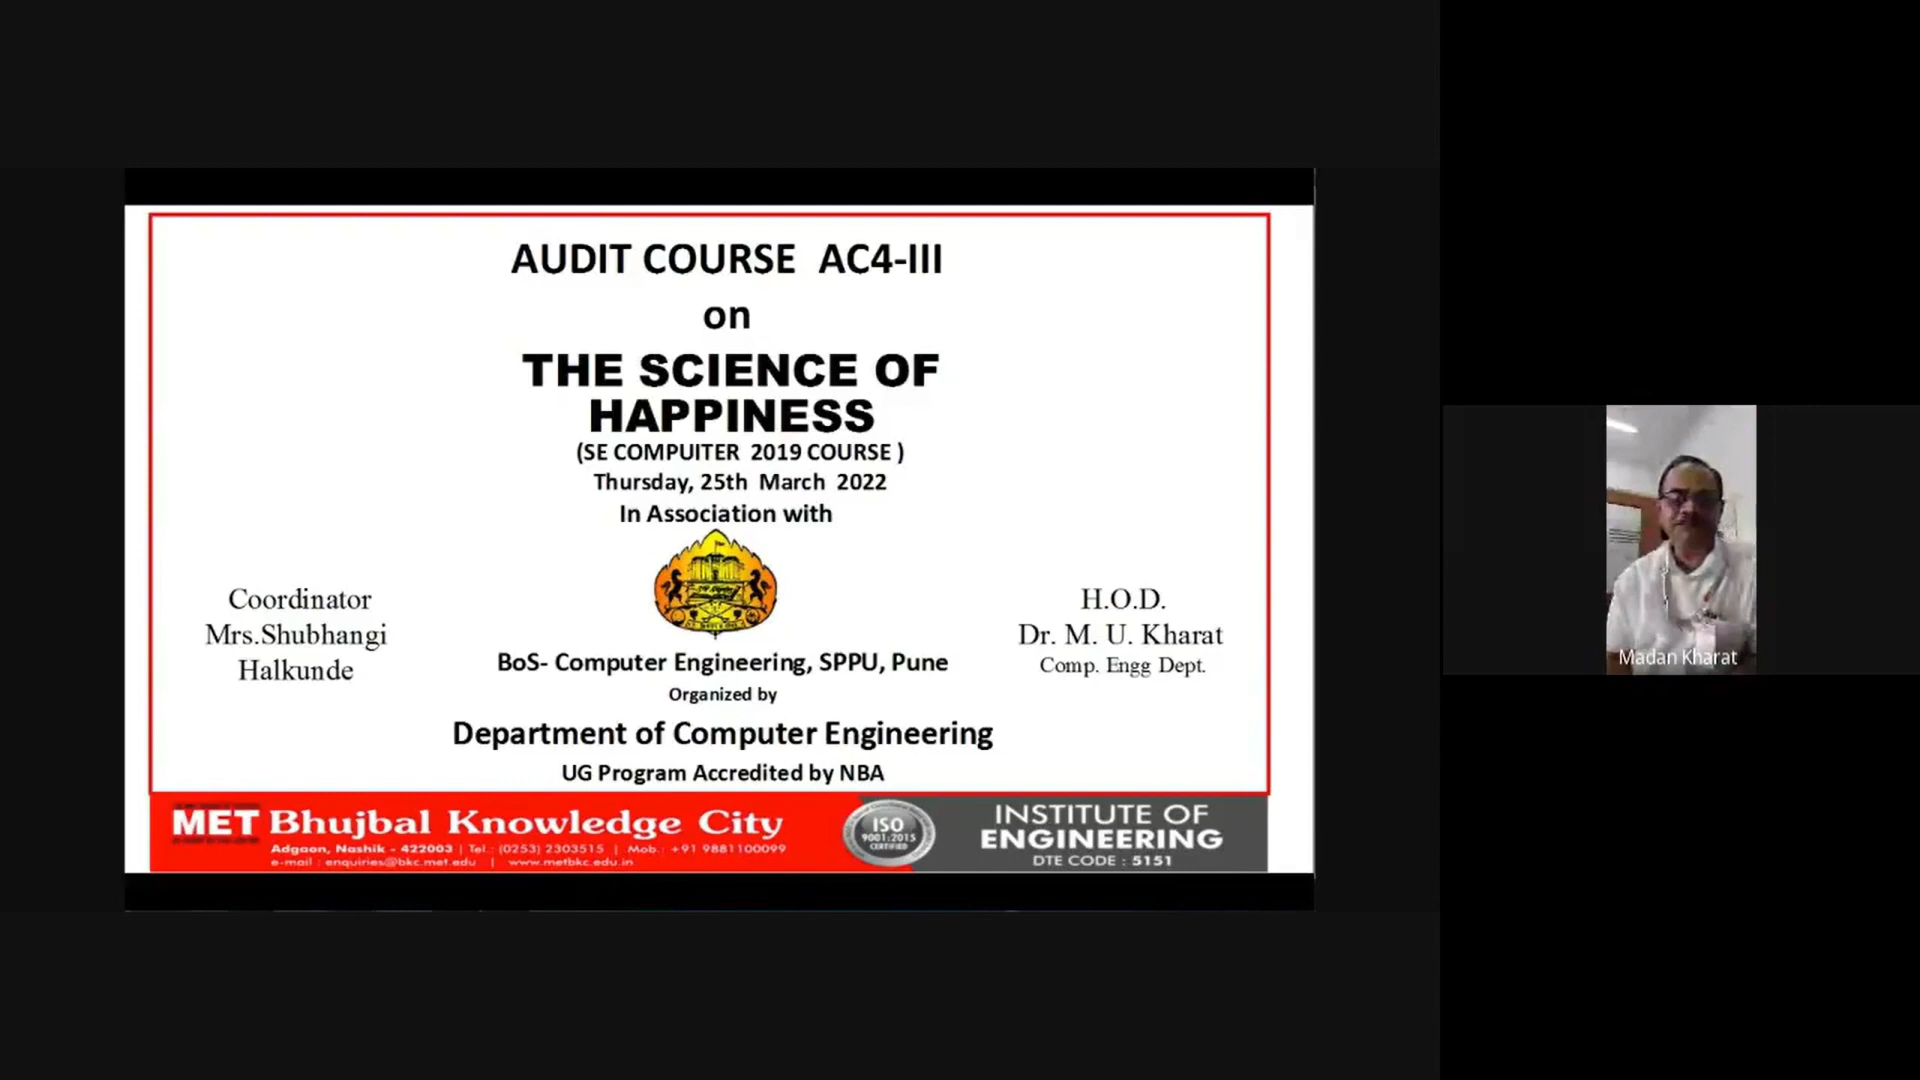 AUDIT COURSE AC4-III
on
THE SCIENCE OF
HAPPINESS
(SE COMPUITER 2019 COURSE )
Thursday, 25th March 2022
In Association with
Coordinator
Mrs.Shubhangi
Halkunde
H.O.D.
Dr. M. U. Kharat
Comp. Engg Dept.
BoS- Computer Engineering, SPPU, Pune
Organized by
Department of Computer Engineering
UG Program Accredited by NBA
MET Bhujbal Knowledge City
Adgaon, Nashik - 422003 | Tel.: (0253) 2303515 | Mob.: +91 9881100099
e-mail : enquiries@bkc.met.edu | www.metbkc.edu.in
ISO
9001:2015
CERTIFIED
INSTITUTE OF
ENGINEERING
DTE CODE : 5151
Madan Kharat